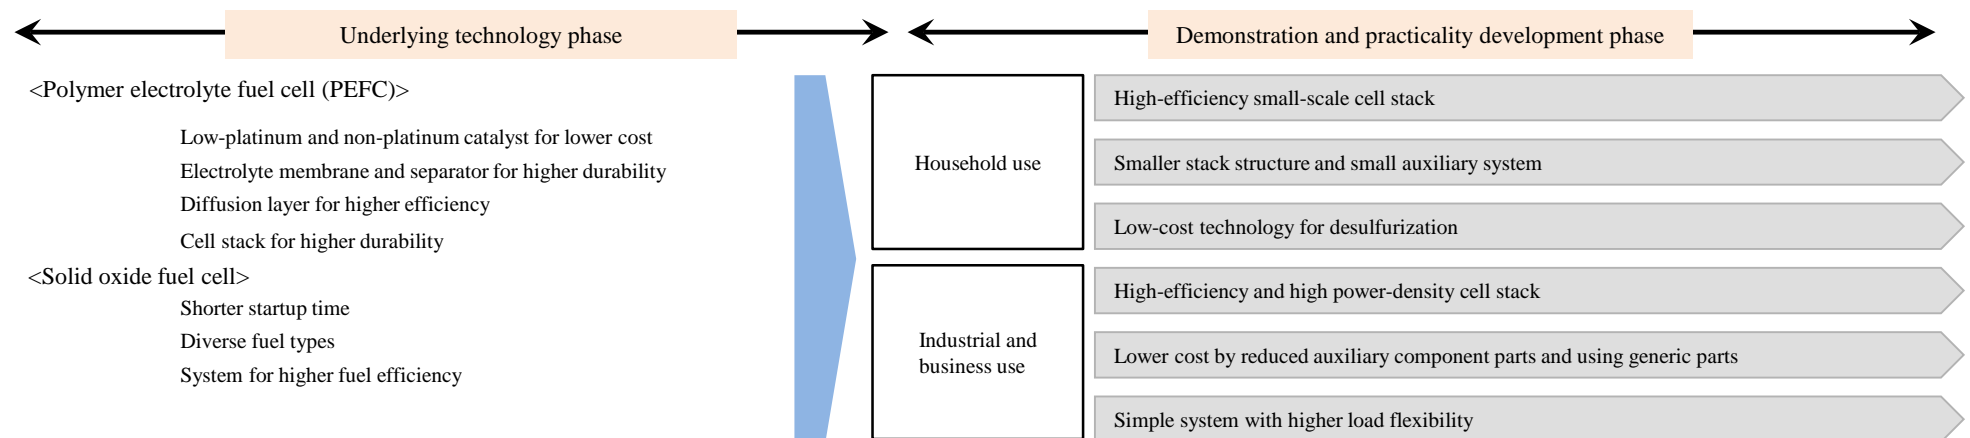 Underlying technology phase
Demonstration and practicality development phase
<Polymer electrolyte fuel cell (PEFC)>
Low-platinum and non-platinum catalyst for lower cost
Electrolyte membrane and separator for higher durability
Diffusion layer for higher efficiency
Cell stack for higher durability
<Solid oxide fuel cell>
Shorter startup time
Diverse fuel types
System for higher fuel efficiency
Household use
High-efficiency small-scale cell stack
Smaller stack structure and small auxiliary system
Low-cost technology for desulfurization
Industrial and
business use
High-efficiency and high power-density cell stack
Lower cost by reduced auxiliary component parts and using generic parts
Simple system with higher load flexibility